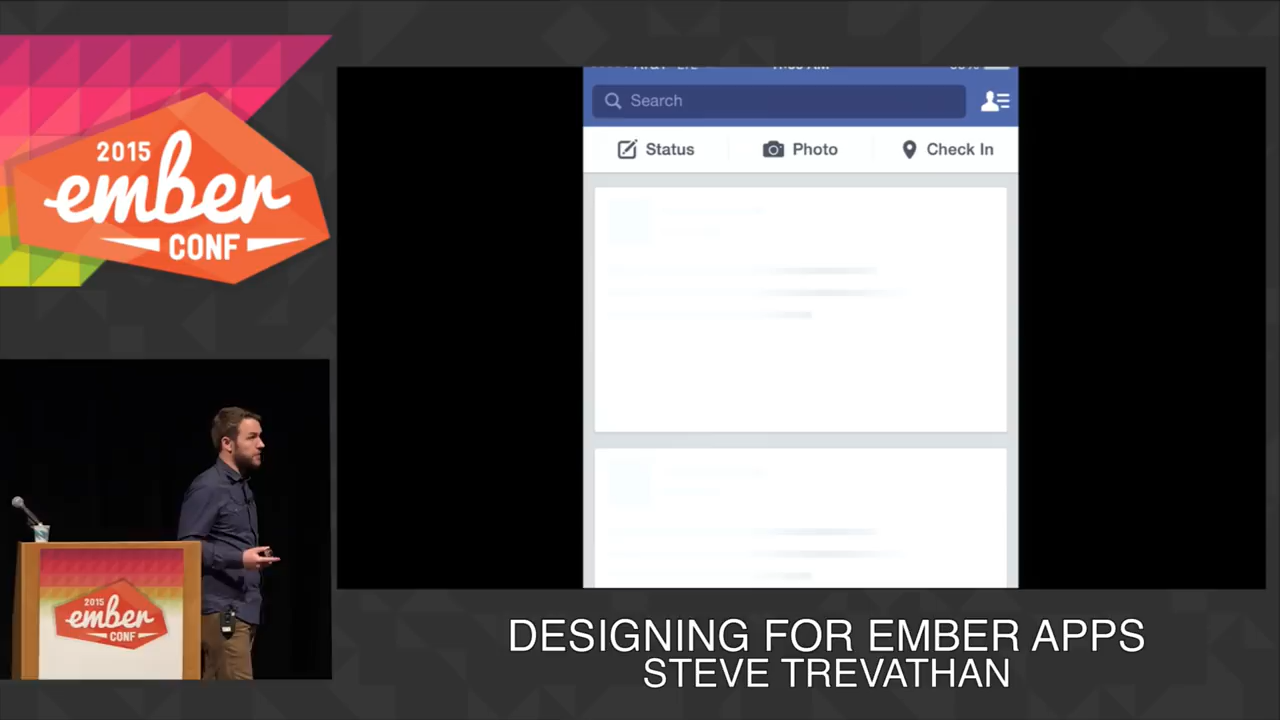 2015
ember
CONF
Search
Status
Photo
Check In
2015
ember
CONF
DESIGNING FOR EMBER APPS
STEVE TREVATHAN